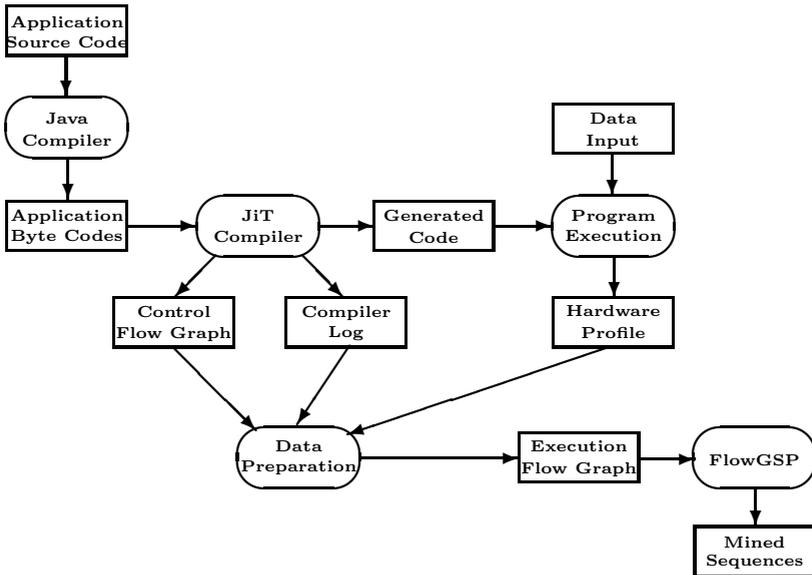 Application
Source Code
Java
Compiler
Data
Input
Application
Byte Codes
JiT
Compiler
Generated
Code
Program
Execution
Control
Flow Graph
Compiler
Log
Hardware
Profile
Data
Preparation
Execution
Flow Graph
FlowGSP
Mined
Sequences